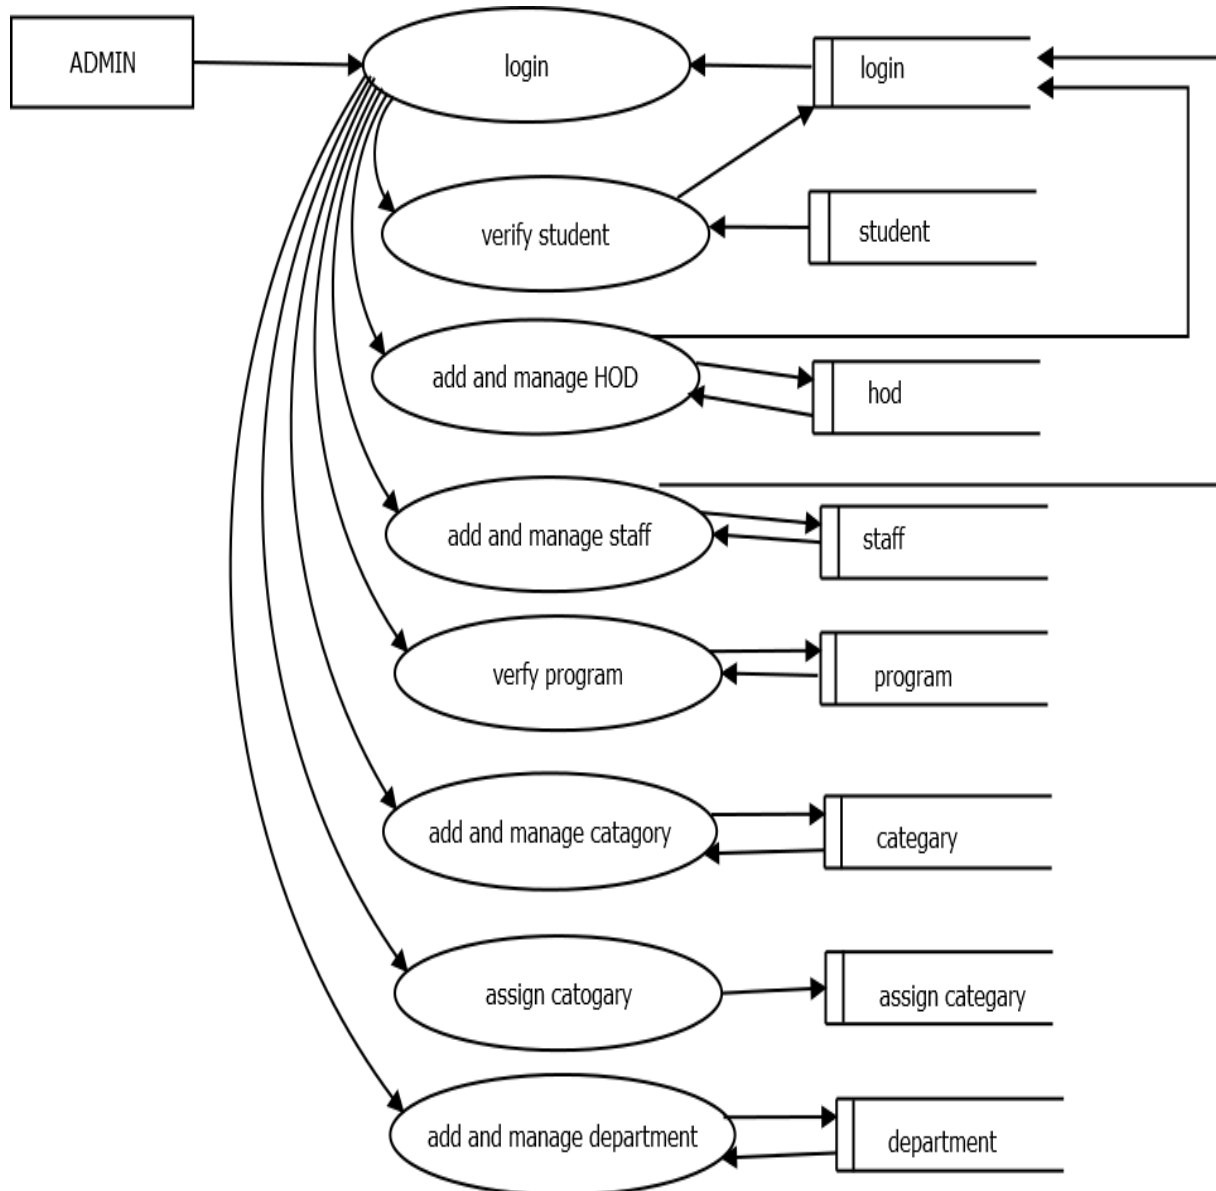 ADMIN
login
login
verify student
student
add and manage HOD
hod
add and manage staff
staff
verfy program
program
add and manage catagory
categary
assign catogary
assign categary
add and manage department
department